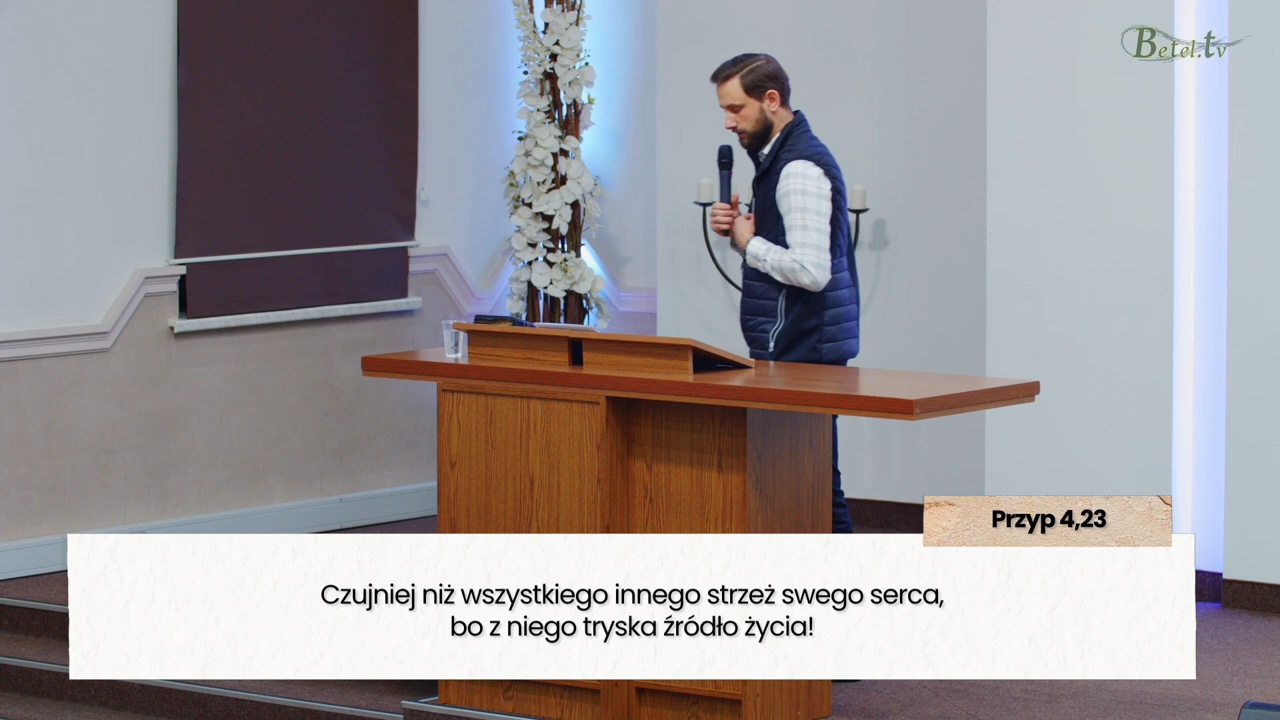 Betel.tv
Przyp 4,23
Czujniej niż wszystkiego innego strzeż swego serca,
bo z niego tryska źródło życia!